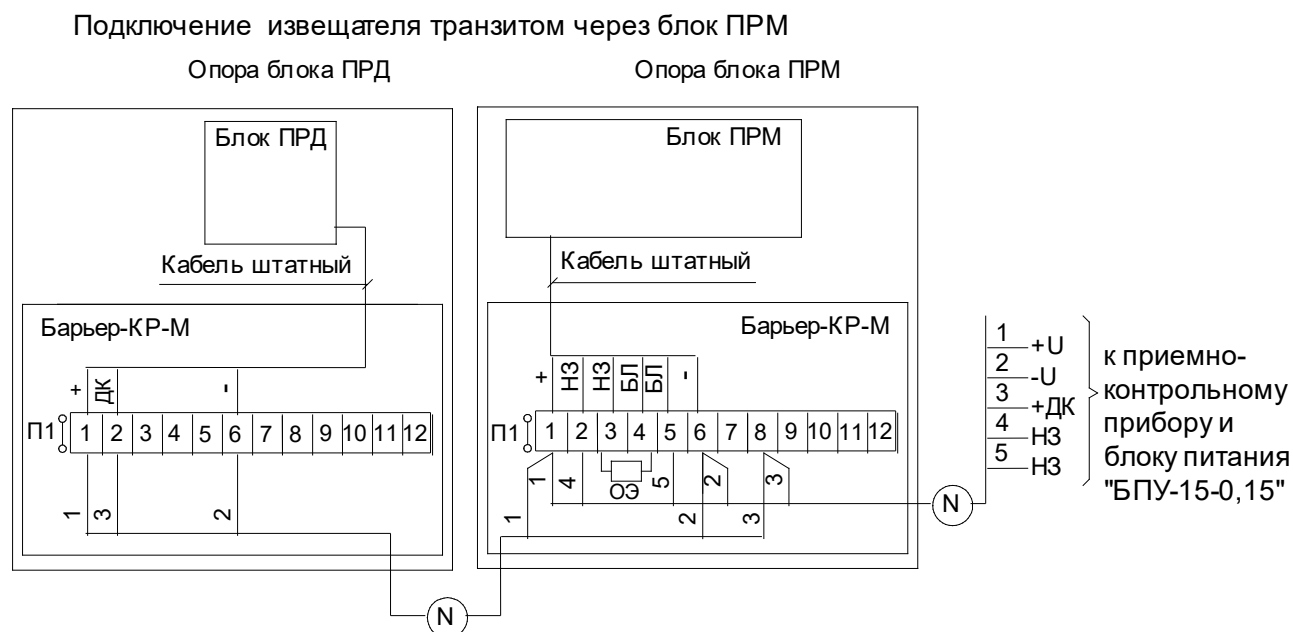 Подключение извещателя транзитом через блок ПРМ
Опора блока ПРД
Опора блока ПРМ
Блок ПРД
Кабель штатный
Барьер-КР-М
+
ДК
-
П1
1 2 3 4 5 6 7 8 9 10 11 12
1
3
2
Блок ПРМ
Кабель штатный
Барьер-КР-М
+
НЗ
НЗ
БЛ
БЛ
-
П1
1 2 3 4 5 6 7 8 9 10 11 12
1
4
ОЭ
5
2
3
1
2
3
N
N
1 +U
2 -U
3 +ДК
4 НЗ
5 НЗ
к приемно-
контрольному
прибору и
блоку питания
"БПУ-15-0,15"